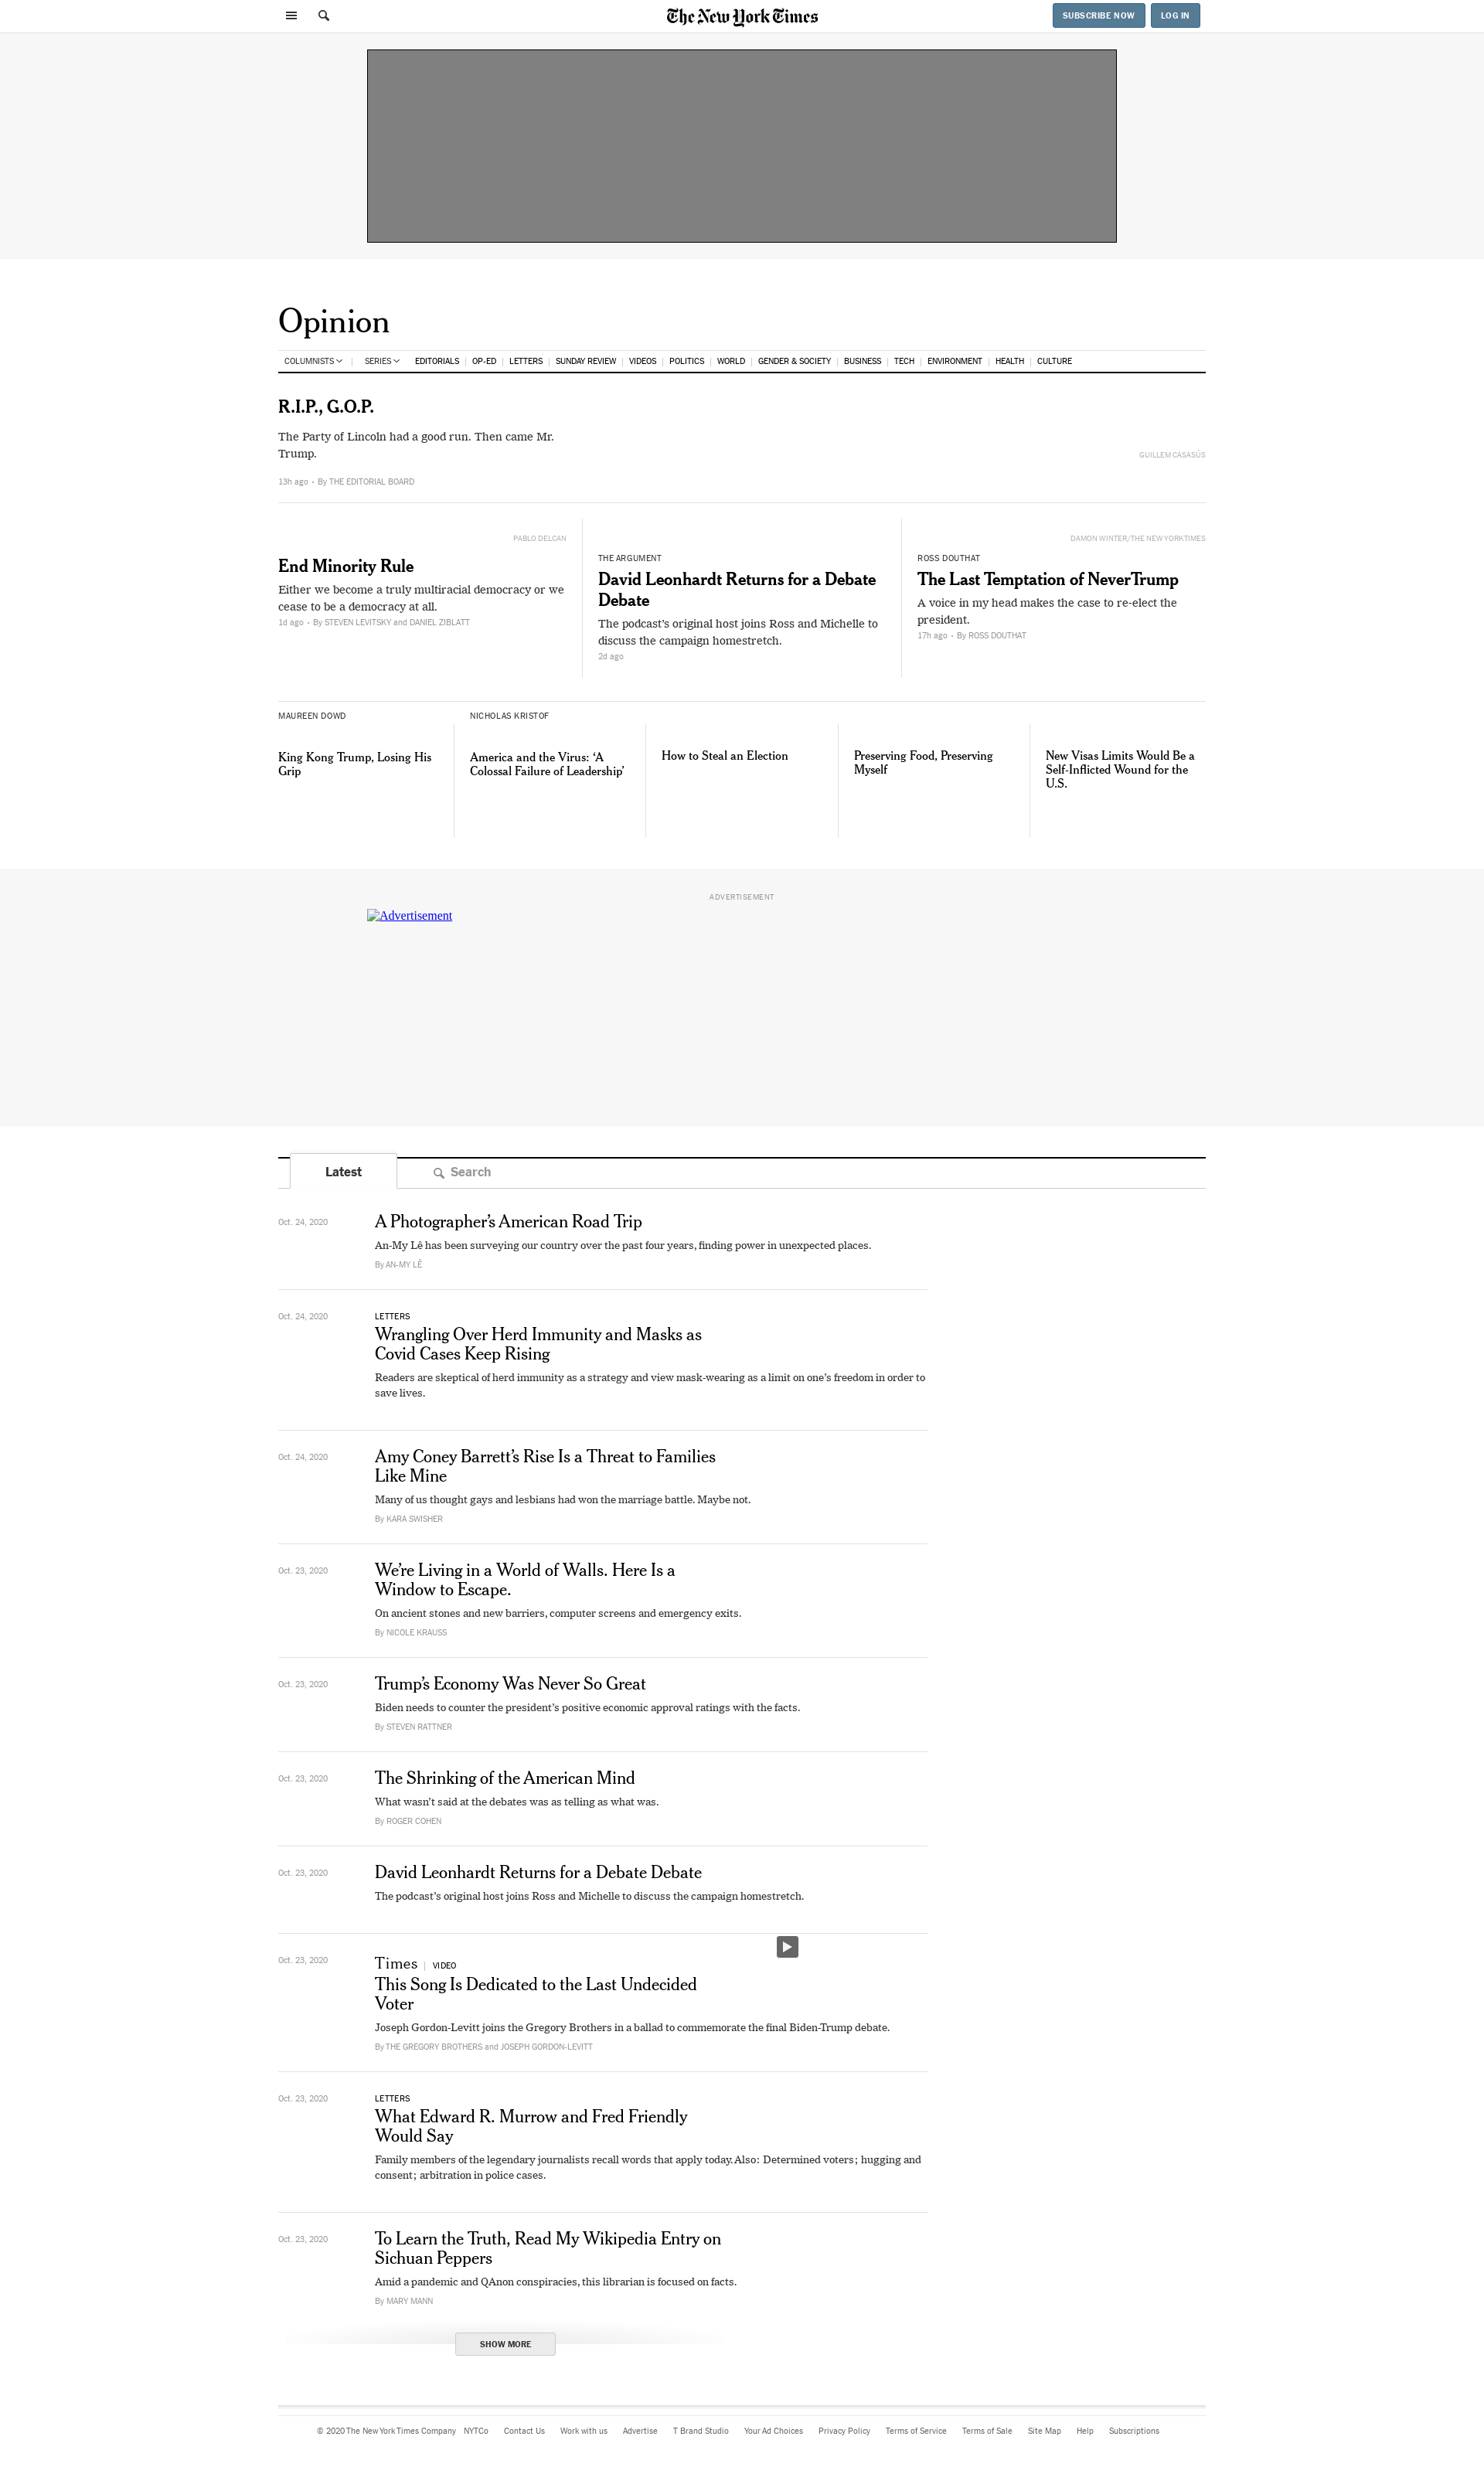 The New York Times
SUBSCRIBE NOW
LOG IN
Opinion
COLUMNISTS
SERIES
EDITORIALS
OP-ED
LETTERS
SUNDAY REVIEW
VIDEOS
POLITICS
WORLD
GENDER & SOCIETY
BUSINESS
TECH
ENVIRONMENT
HEALTH
CULTURE
R.I.P., G.O.P.
The Party of Lincoln had a good run. Then came Mr.
Trump.
GUILLEM CASASÚS
13h ago • By THE EDITORIAL BOARD
PABLO DELCAN
End Minority Rule
Either we become a truly multiracial democracy or we
cease to be a democracy at all.
1d ago • By STEVEN LEVITSKY and DANIEL ZIBLATT
THE ARGUMENT
David Leonhardt Returns for a Debate
Debate
The podcast’s original host joins Ross and Michelle to
discuss the campaign homestretch.
2d ago
DAMON WINTER/THE NEW YORK TIMES
ROSS DOUTHAT
The Last Temptation of NeverTrump
A voice in my head makes the case to re-elect the
president.
17h ago • By ROSS DOUTHAT
MAUREEN DOWD
King Kong Trump, Losing His
Grip
NICHOLAS KRISTOF
America and the Virus: ‘A
Colossal Failure of Leadership’
How to Steal an Election
Preserving Food, Preserving
Myself
New Visas Limits Would Be a
Self-Inflicted Wound for the
U.S.
ADVERTISEMENT
Advertisement
Latest
Search
Oct. 24, 2020
A Photographer’s American Road Trip
An-My Lê has been surveying our country over the past four years, finding power in unexpected places.
By AN-MY LÊ
Oct. 24, 2020
LETTERS
Wrangling Over Herd Immunity and Masks as
Covid Cases Keep Rising
Readers are skeptical of herd immunity as a strategy and view mask-wearing as a limit on one’s freedom in order to
save lives.
Oct. 24, 2020
Amy Coney Barrett’s Rise Is a Threat to Families
Like Mine
Many of us thought gays and lesbians had won the marriage battle. Maybe not.
By KARA SWISHER
Oct. 23, 2020
We’re Living in a World of Walls. Here Is a
Window to Escape.
On ancient stones and new barriers, computer screens and emergency exits.
By NICOLE KRAUSS
Oct. 23, 2020
Trump’s Economy Was Never So Great
Biden needs to counter the president’s positive economic approval ratings with the facts.
By STEVEN RATTNER
Oct. 23, 2020
The Shrinking of the American Mind
What wasn’t said at the debates was as telling as what was.
By ROGER COHEN
Oct. 23, 2020
David Leonhardt Returns for a Debate Debate
The podcast’s original host joins Ross and Michelle to discuss the campaign homestretch.
Oct. 23, 2020
Times | VIDEO
This Song Is Dedicated to the Last Undecided
Voter
Joseph Gordon-Levitt joins the Gregory Brothers in a ballad to commemorate the final Biden-Trump debate.
By THE GREGORY BROTHERS and JOSEPH GORDON-LEVITT
Oct. 23, 2020
LETTERS
What Edward R. Murrow and Fred Friendly
Would Say
Family members of the legendary journalists recall words that apply today. Also: Determined voters; hugging and
consent; arbitration in police cases.
Oct. 23, 2020
To Learn the Truth, Read My Wikipedia Entry on
Sichuan Peppers
Amid a pandemic and QAnon conspiracies, this librarian is focused on facts.
By MARY MANN
SHOW MORE
© 2020 The New York Times Company
NYTCo
Contact Us
Work with us
Advertise
T Brand Studio
Your Ad Choices
Privacy Policy
Terms of Service
Terms of Sale
Site Map
Help
Subscriptions